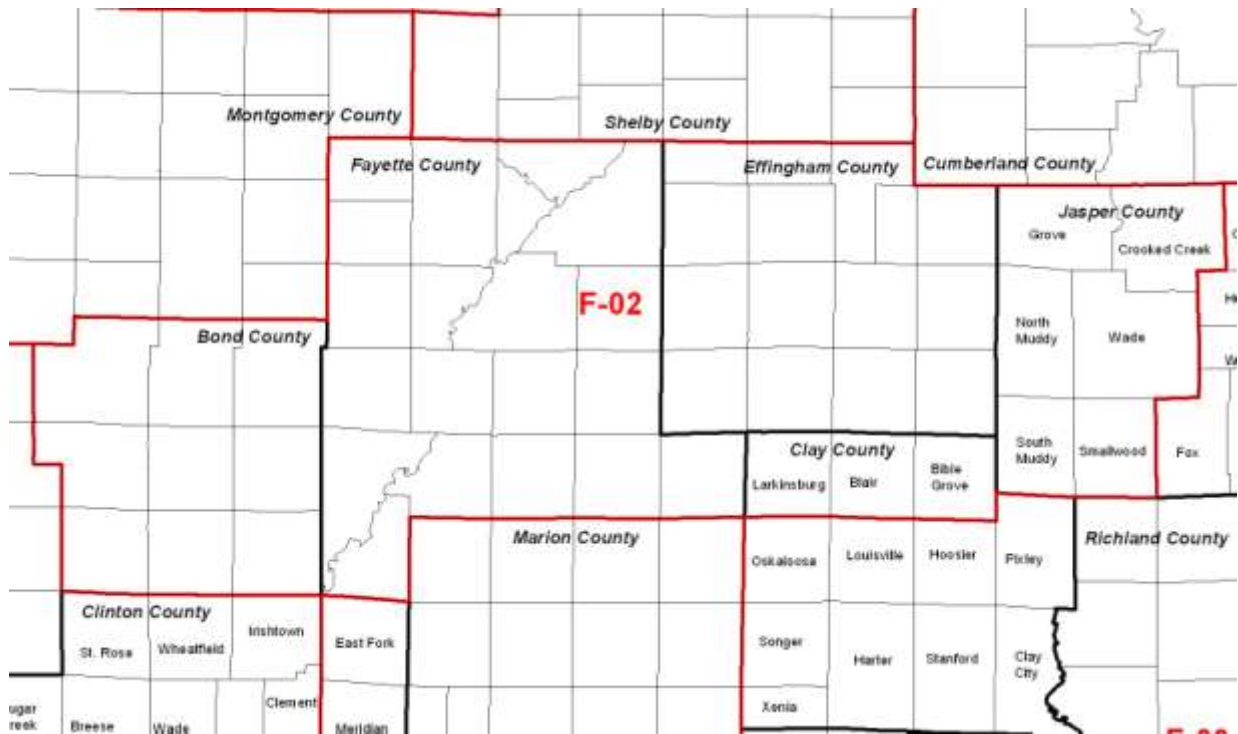 Montgomery County
Shelby County
Fayette County
Effingham County
Cumberland County
Jasper County
Grove
Crooked Creek
F-02
North
Muddy
Wade
Bond County
Clay County
South
Muddy
Smallwood
Fox
Larkinsburg
Blair
Bible
Grove
Marion County
Richland County
Oskaloosa
Louisville
Hoosier
Pixley
Clinton County
St. Rose
Wheatfield
Irishtown
East Fork
Songer
Harter
Stanford
Clay
City
Clement
Xenia
Breese
Wade
Meridian